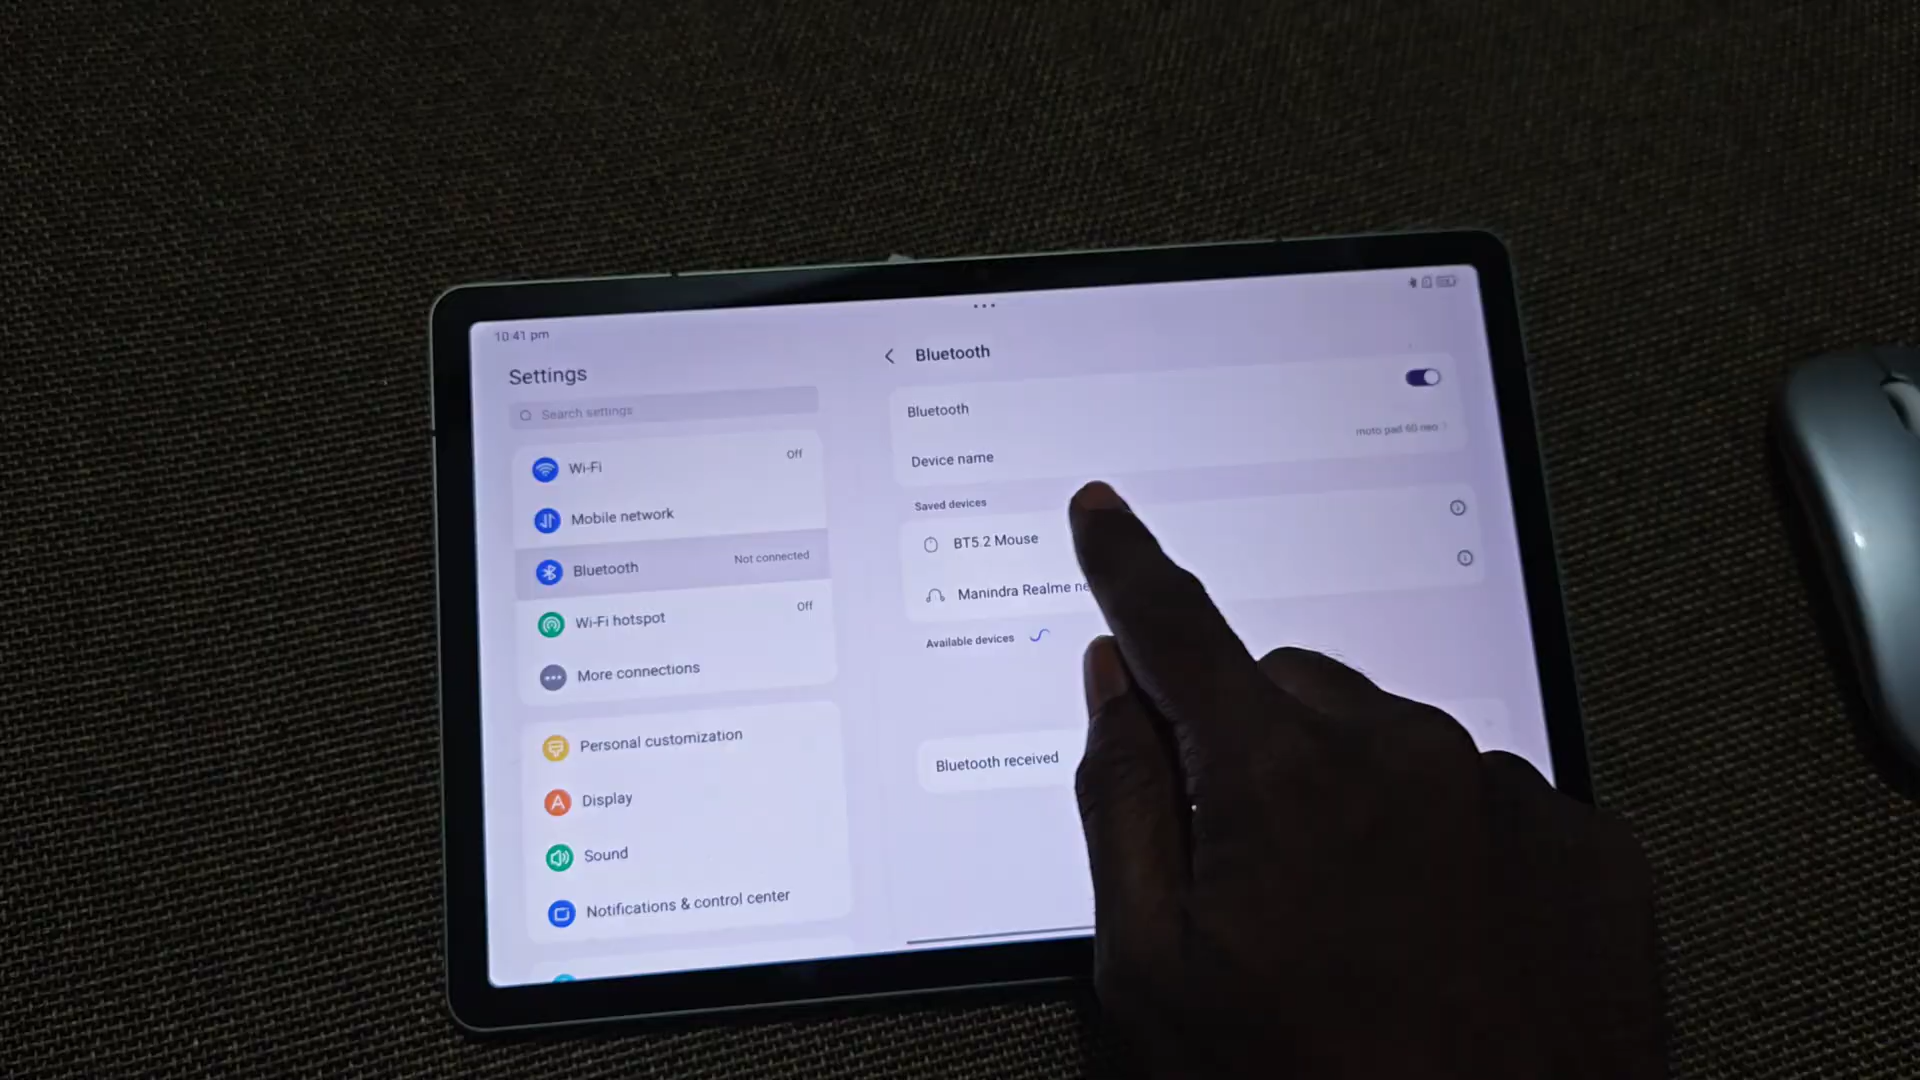 10:41 pm
Settings
Search settings
Wi-Fi
Off
Mobile network
Bluetooth
Not connected
Wi-Fi hotspot
Off
More connections
Personal customization
Display
Sound
Notifications & control center
Bluetooth
Bluetooth
Device name
moto pad 60 neo
Saved devices
BT5.2 Mouse
Manindra Realme ne
Available devices
Bluetooth received